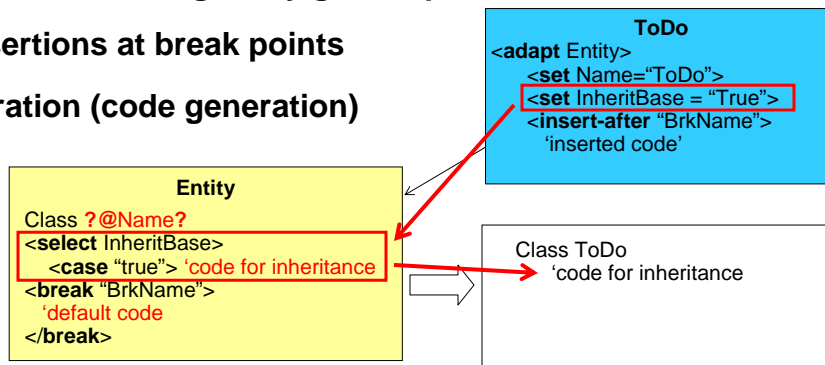 ertions at break points
ration (code generation)
ToDo
<adapt Entity>
<set Name="ToDo">
<set InheritBase = "True">
<insert-after "BrkName">
'inserted code'
Entity
Class ?@Name?
<select InheritBase>
<case "true"> 'code for inheritance
<break "BrkName">
'default code
</break>
Class ToDo
'code for inheritance